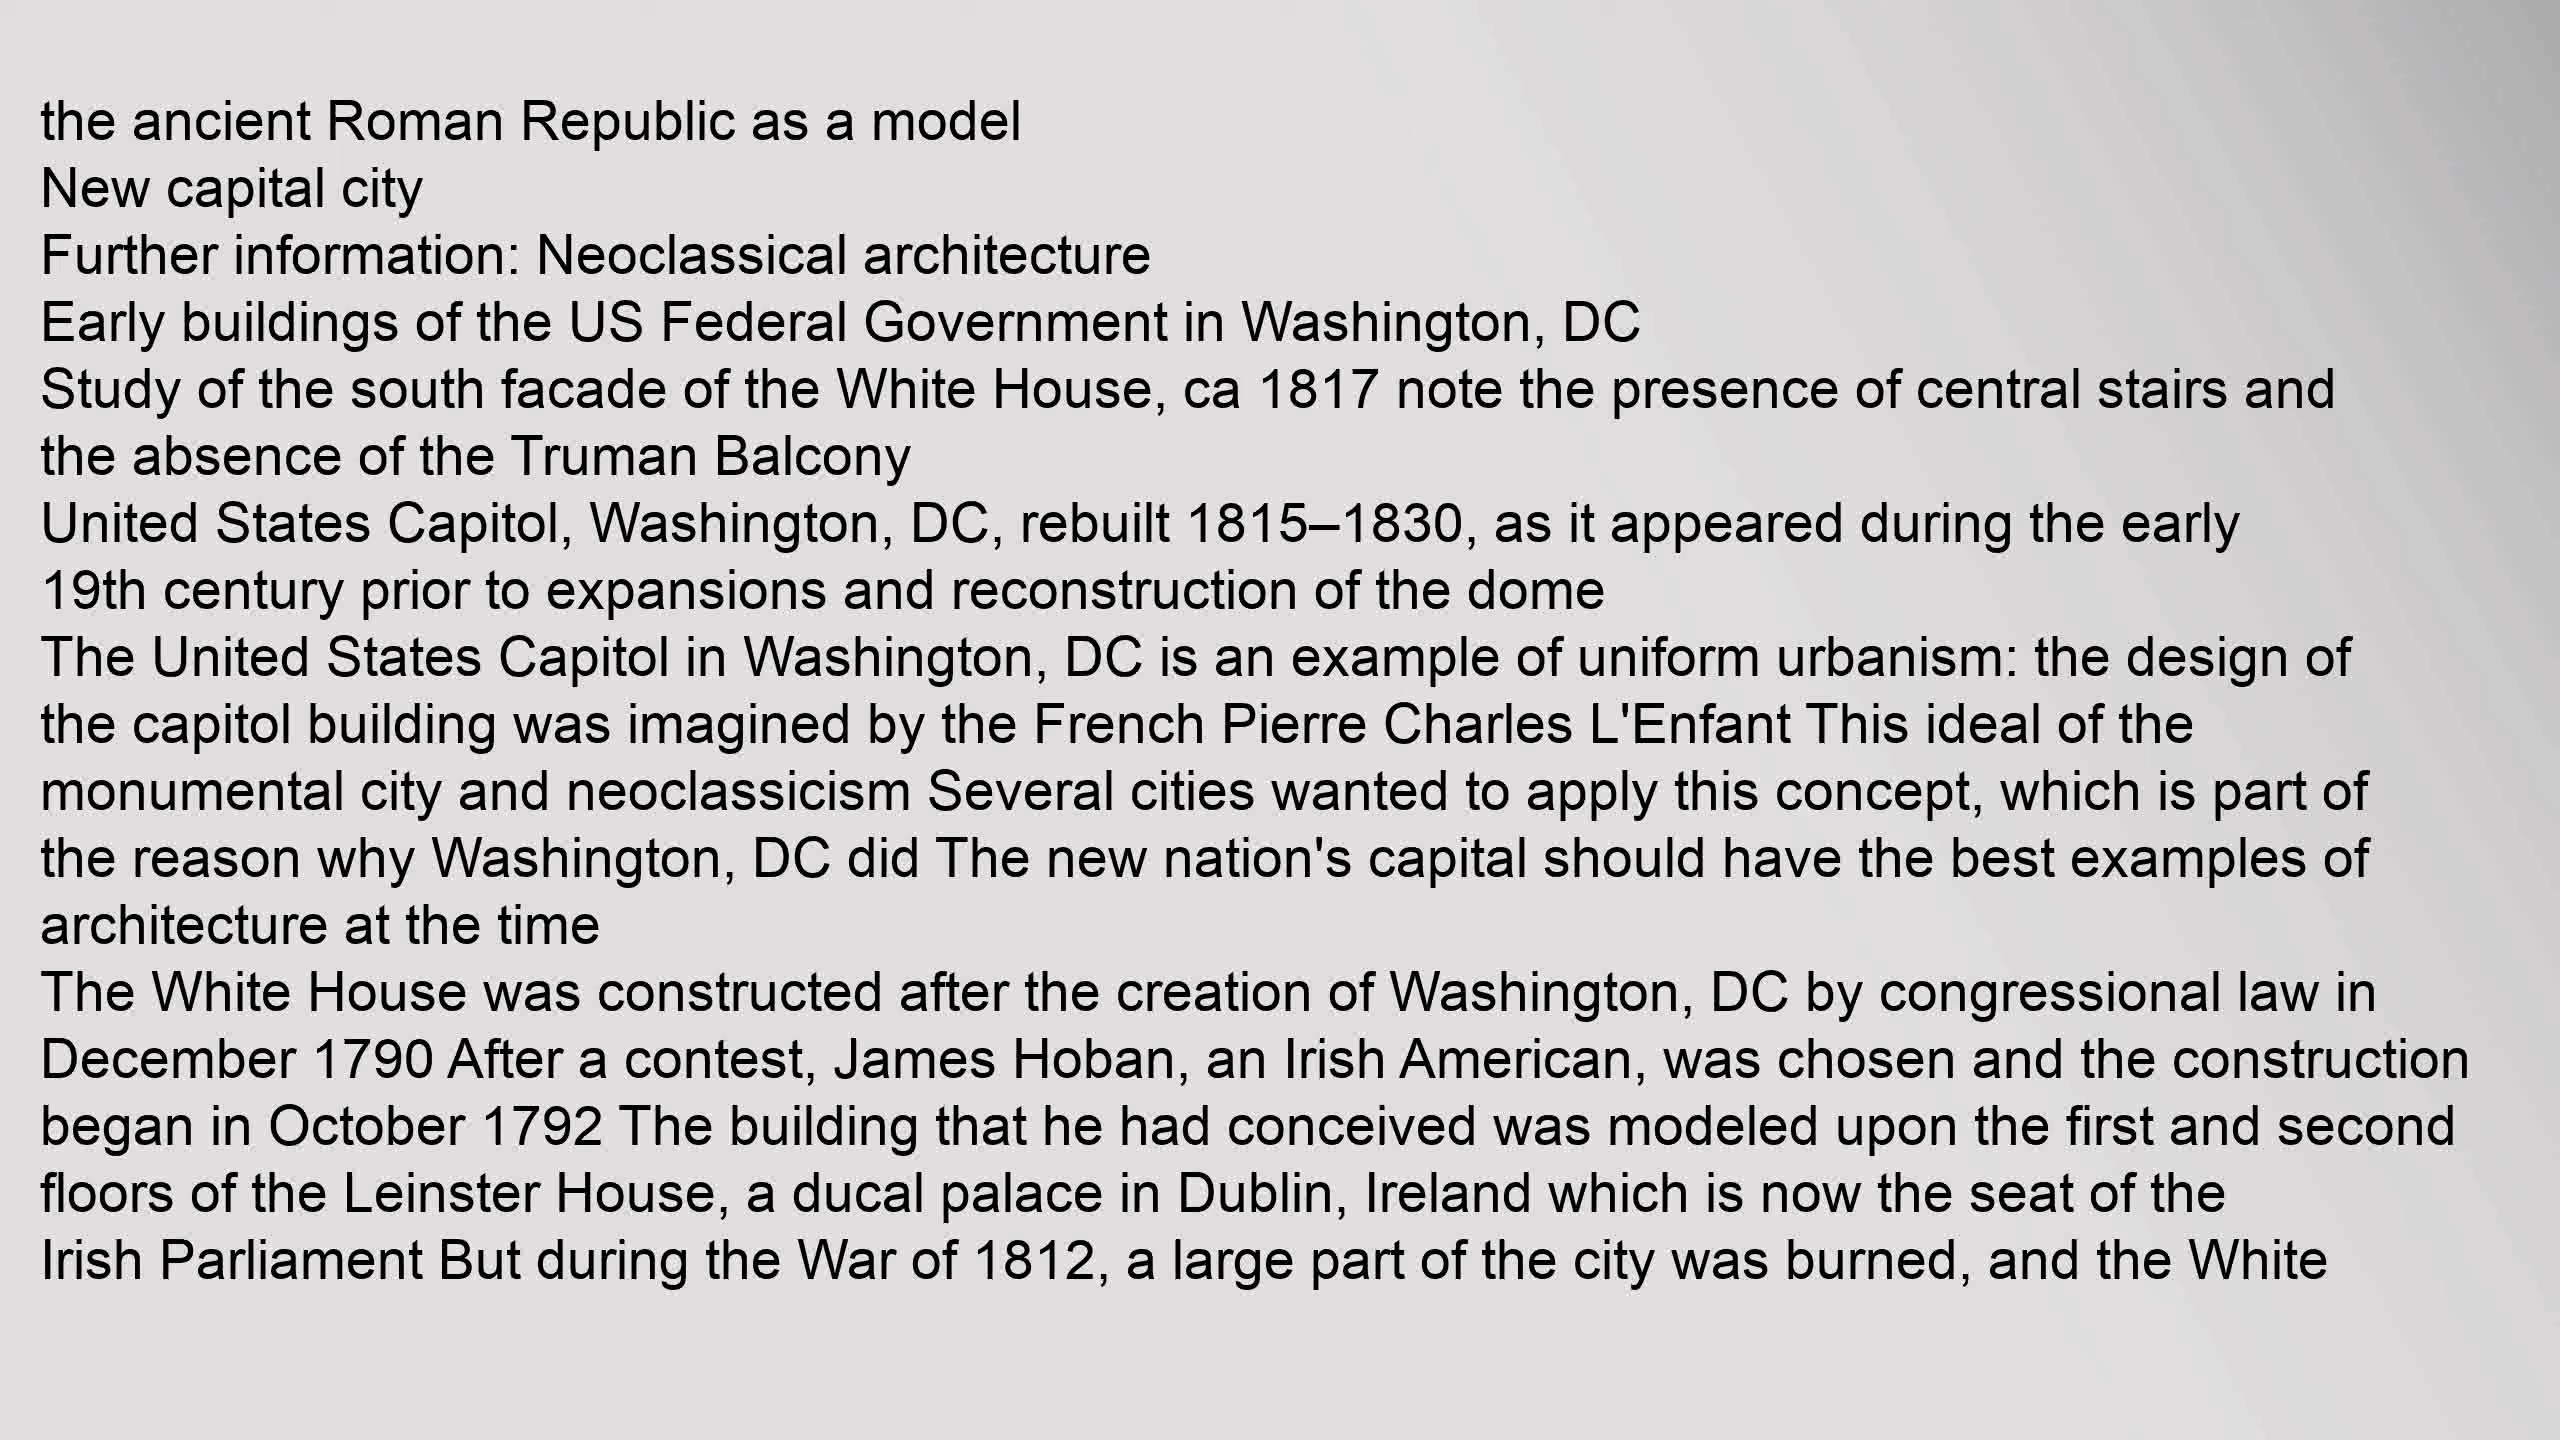 the ancient Roman Republic as a model
New capital city
Further information: Neoclassical architecture
Early buildings of the US Federal Government in Washington, DC
Study of the south facade of the White House, ca 1817 note the presence of central stairs and
the absence of the Truman Balcony
United States Capitol, Washington, DC, rebuilt 1815–1830, as it appeared during the early
19th century prior to expansions and reconstruction of the dome
The United States Capitol in Washington, DC is an example of uniform urbanism: the design of
the capitol building was imagined by the French Pierre Charles L'Enfant This ideal of the
monumental city and neoclassicism Several cities wanted to apply this concept, which is part of
the reason why Washington, DC did The new nation's capital should have the best examples of
architecture at the time
The White House was constructed after the creation of Washington, DC by congressional law in
December 1790 After a contest, James Hoban, an Irish American, was chosen and the construction
began in October 1792 The building that he had conceived was modeled upon the first and second
floors of the Leinster House, a ducal palace in Dublin, Ireland which is now the seat of the
Irish Parliament But during the War of 1812, a large part of the city was burned, and the White